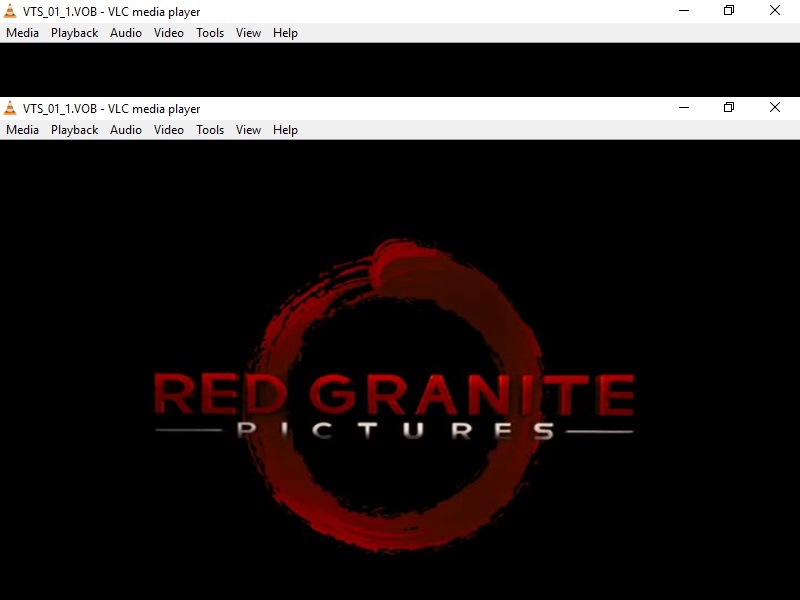 VTS_01_1.VOB - VLC media player
Media Playback Audio Video Tools View Help
VTS_01_1.VOB - VLC media player
Media Playback Audio Video Tools View Help
RED GRANITE
PICTURES